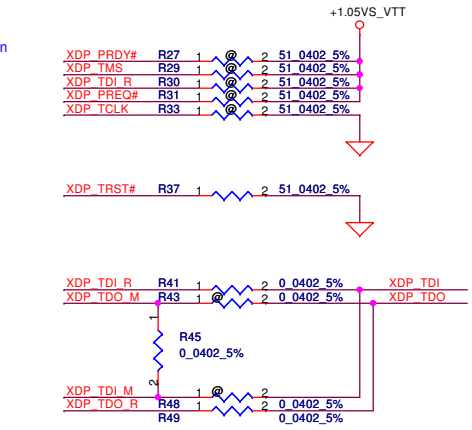 +1.05VS_VTT
n
XDP_PRDY# R27 1 @ 2 51_0402_5%
XDP_TMS R29 1 @ 2 51_0402_5%
XDP_TDI_R R30 1 @ 2 51_0402_5%
XDP_PREQ# R31 1 @ 2 51_0402_5%
XDP_TCLK R33 1 @ 2 51_0402_5%
XDP_TRST# R37 1 2 51_0402_5%
XDP_TDI_R R41 1 2 0_0402_5% XDP_TDI
XDP_TDO_M R43 1 @ 2 0_0402_5% XDP_TDO
1
R45
0_0402_5%
2
XDP_TDI_M 1 @ 2
XDP_TDO_R R48 1 2 0_0402_5%
R49 0_0402_5%